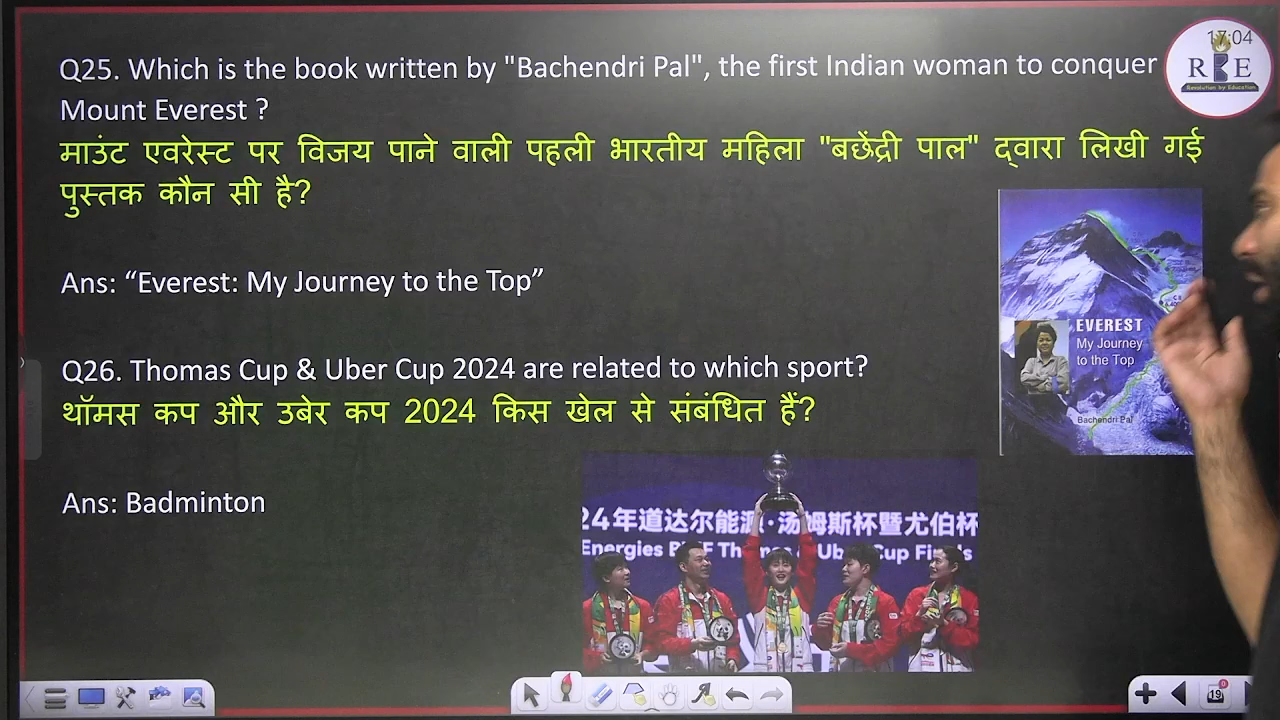 17:04
R E
Revolution by Education
Q25. Which is the book written by "Bachendri Pal", the first Indian woman to conquer
Mount Everest ?
माउंट एवरेस्ट पर विजय पाने वाली पहली भारतीय महिला "बछेंद्री पाल" द्वारा लिखी गई
पुस्तक कौन सी है?
Ans: “Everest: My Journey to the Top”
EVEREST
My Journey
to the Top
Bachendri Pal
Q26. Thomas Cup & Uber Cup 2024 are related to which sport?
थॉमस कप और उबेर कप 2024 किस खेल से संबंधित हैं?
Ans: Badminton
24年道达尔能源·汤姆斯杯暨尤伯杯
Energies BWF Thomas & Uber Cup Finals
19